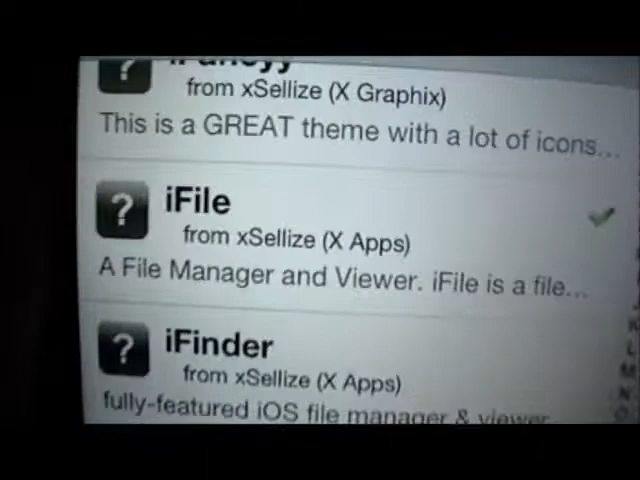 from xSellize (X Graphix)
This is a GREAT theme with a lot of icons...
iFile
from xSellize (X Apps)
A File Manager and Viewer. iFile is a file...
iFinder
from xSellize (X Apps)
fully-featured iOS file manager & viewer
K
L
M
N